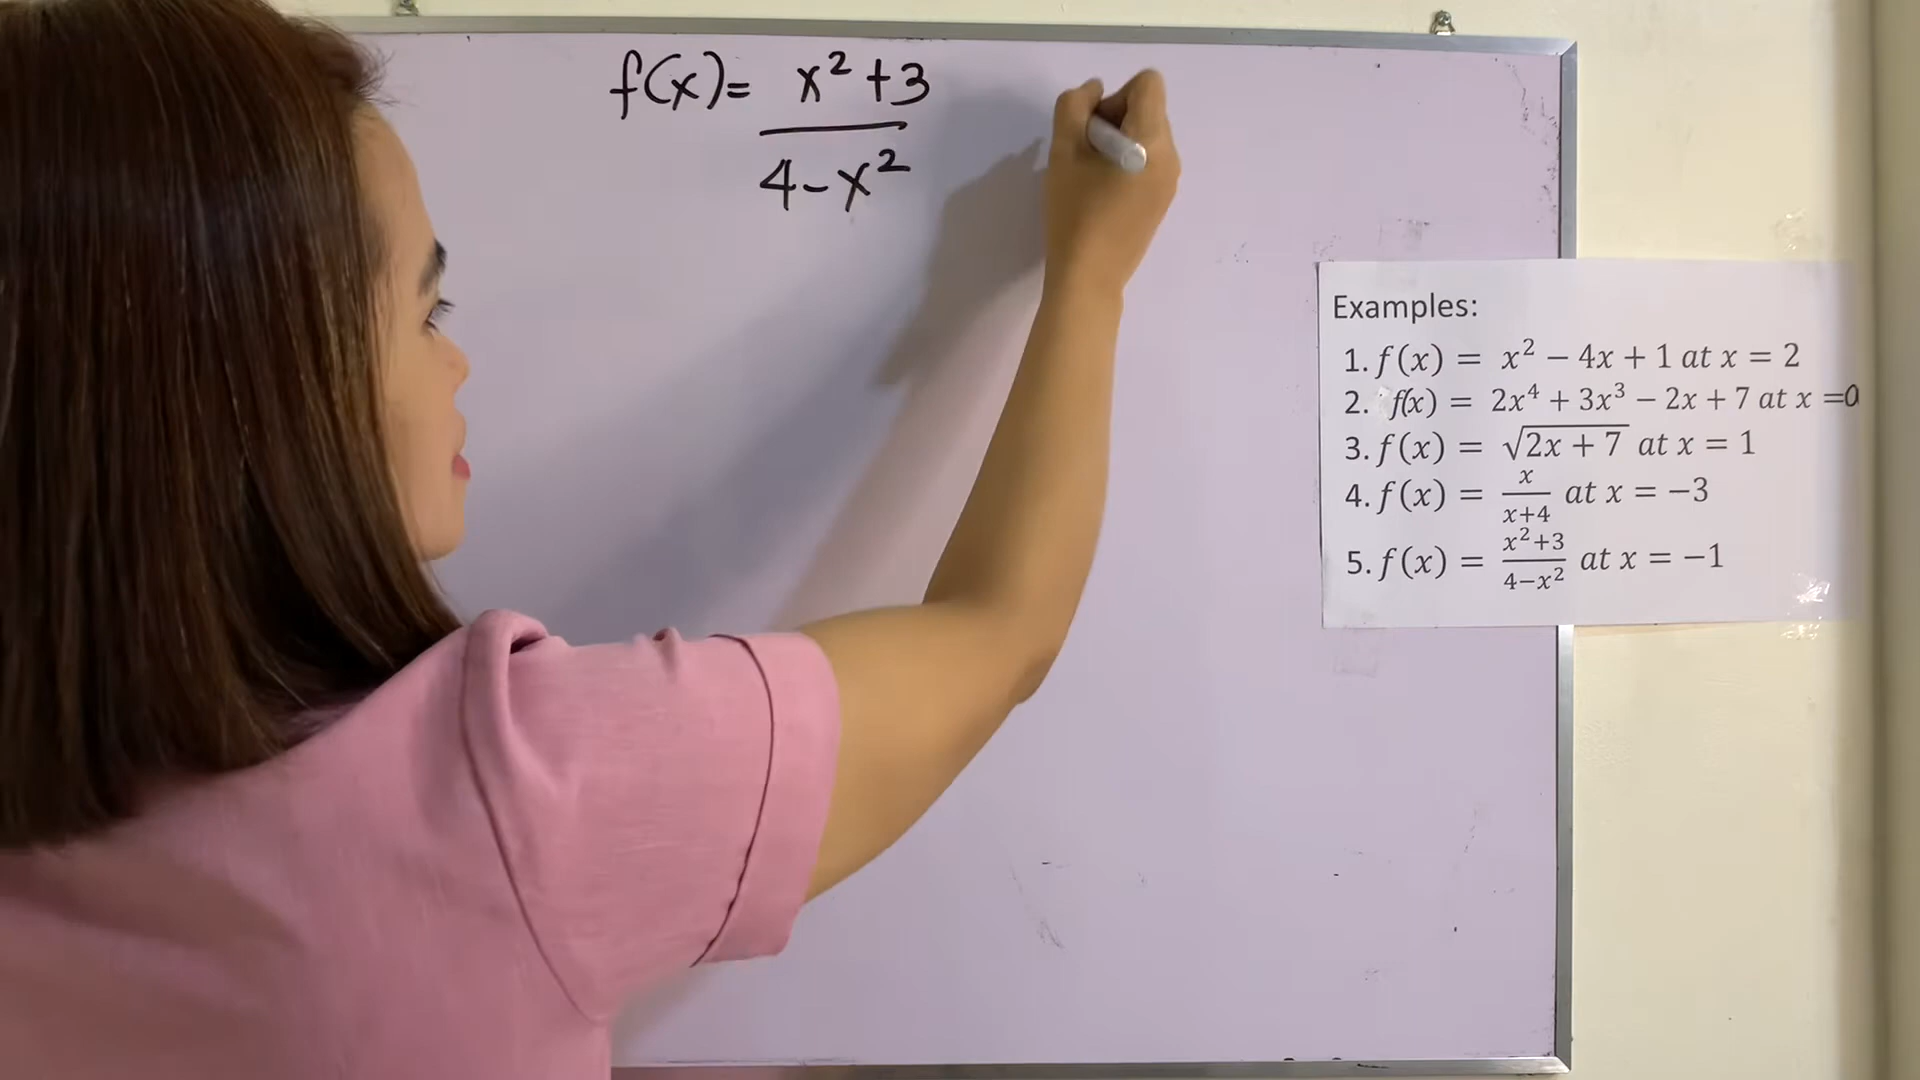 f(x)= x²+3
4-x²
Examples:
1. f(x) = x² − 4x + 1 at x = 2
2. f(x) = 2x⁴ + 3x³ − 2x + 7 at x =0
3. f(x) = √2x + 7 at x = 1
4. f(x) = x/x+4 at x = −3
5. f(x) = x²+3/4−x² at x = −1